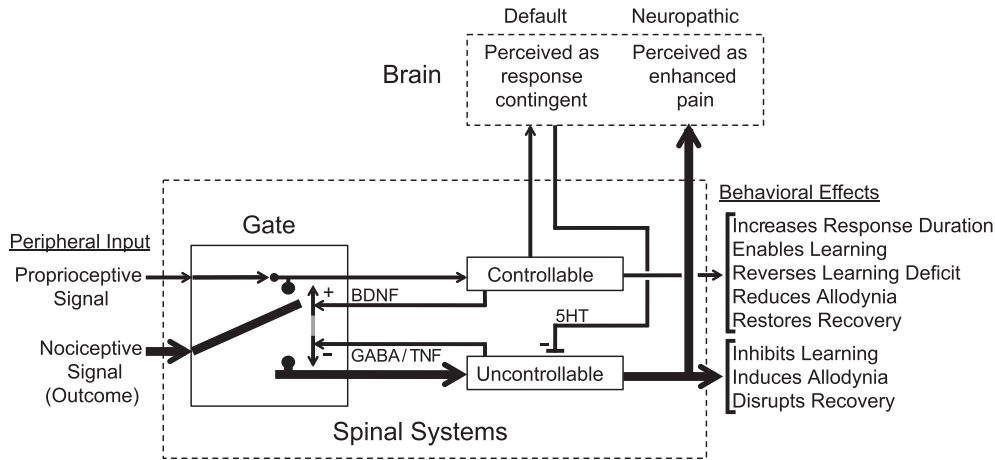 Default
Neuropathic
Brain
Perceived as
response
contingent
Perceived as
enhanced
pain
Behavioral Effects
Gate
Peripheral Input
Proprioceptive
Signal
Nociceptive
Signal
(Outcome)
+
BDNF
-
GABA/TNF
Controllable
5HT
-
Uncontrollable
Increases Response Duration
Enables Learning
Reverses Learning Deficit
Reduces Allodynia
Restores Recovery
Inhibits Learning
Induces Allodynia
Disrupts Recovery
Spinal Systems